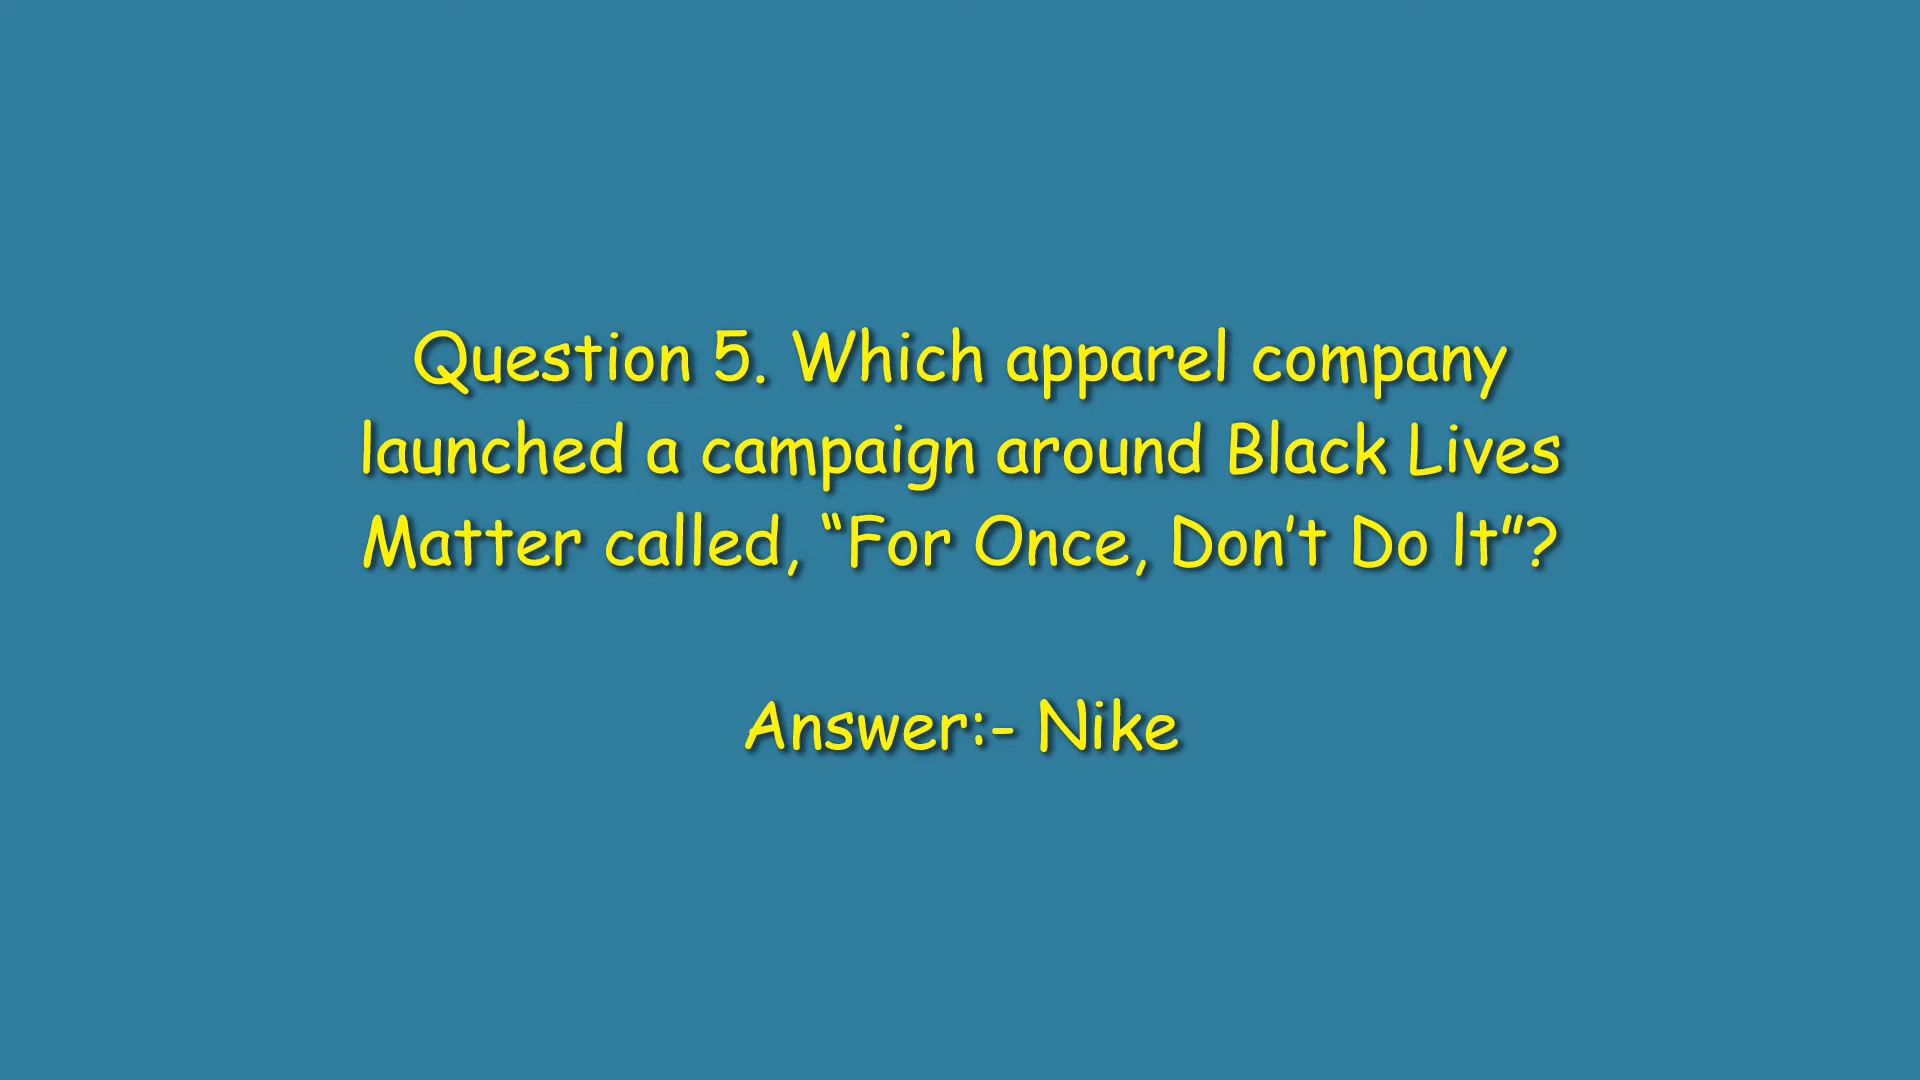 Question 5. Which apparel company
launched a campaign around Black Lives
Matter called, “For Once, Don’t Do It”?
Answer:- Nike